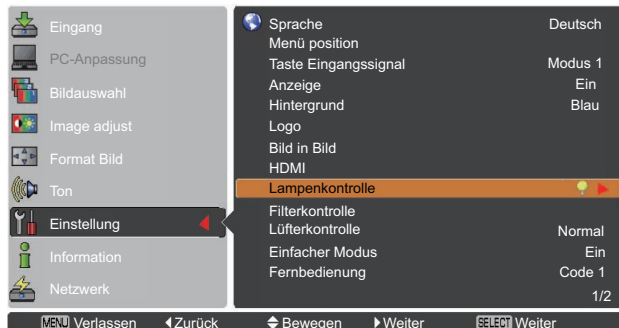 Eingang
PC-Anpassung
Bildauswahl
Image adjust
Format Bild
Ton
Einstellung
Information
Netzwerk
Sprache Deutsch
Menü position
Taste Eingangssignal Modus 1
Anzeige Ein
Hintergrund Blau
Logo
Bild in Bild
HDMI
Lampenkontrolle
Filterkontrolle
Lüfterkontrolle Normal
Einfacher Modus Ein
Fernbedienung Code 1
1/2
MENU Verlassen Zurück Bewegen Weiter SELECT Weiter